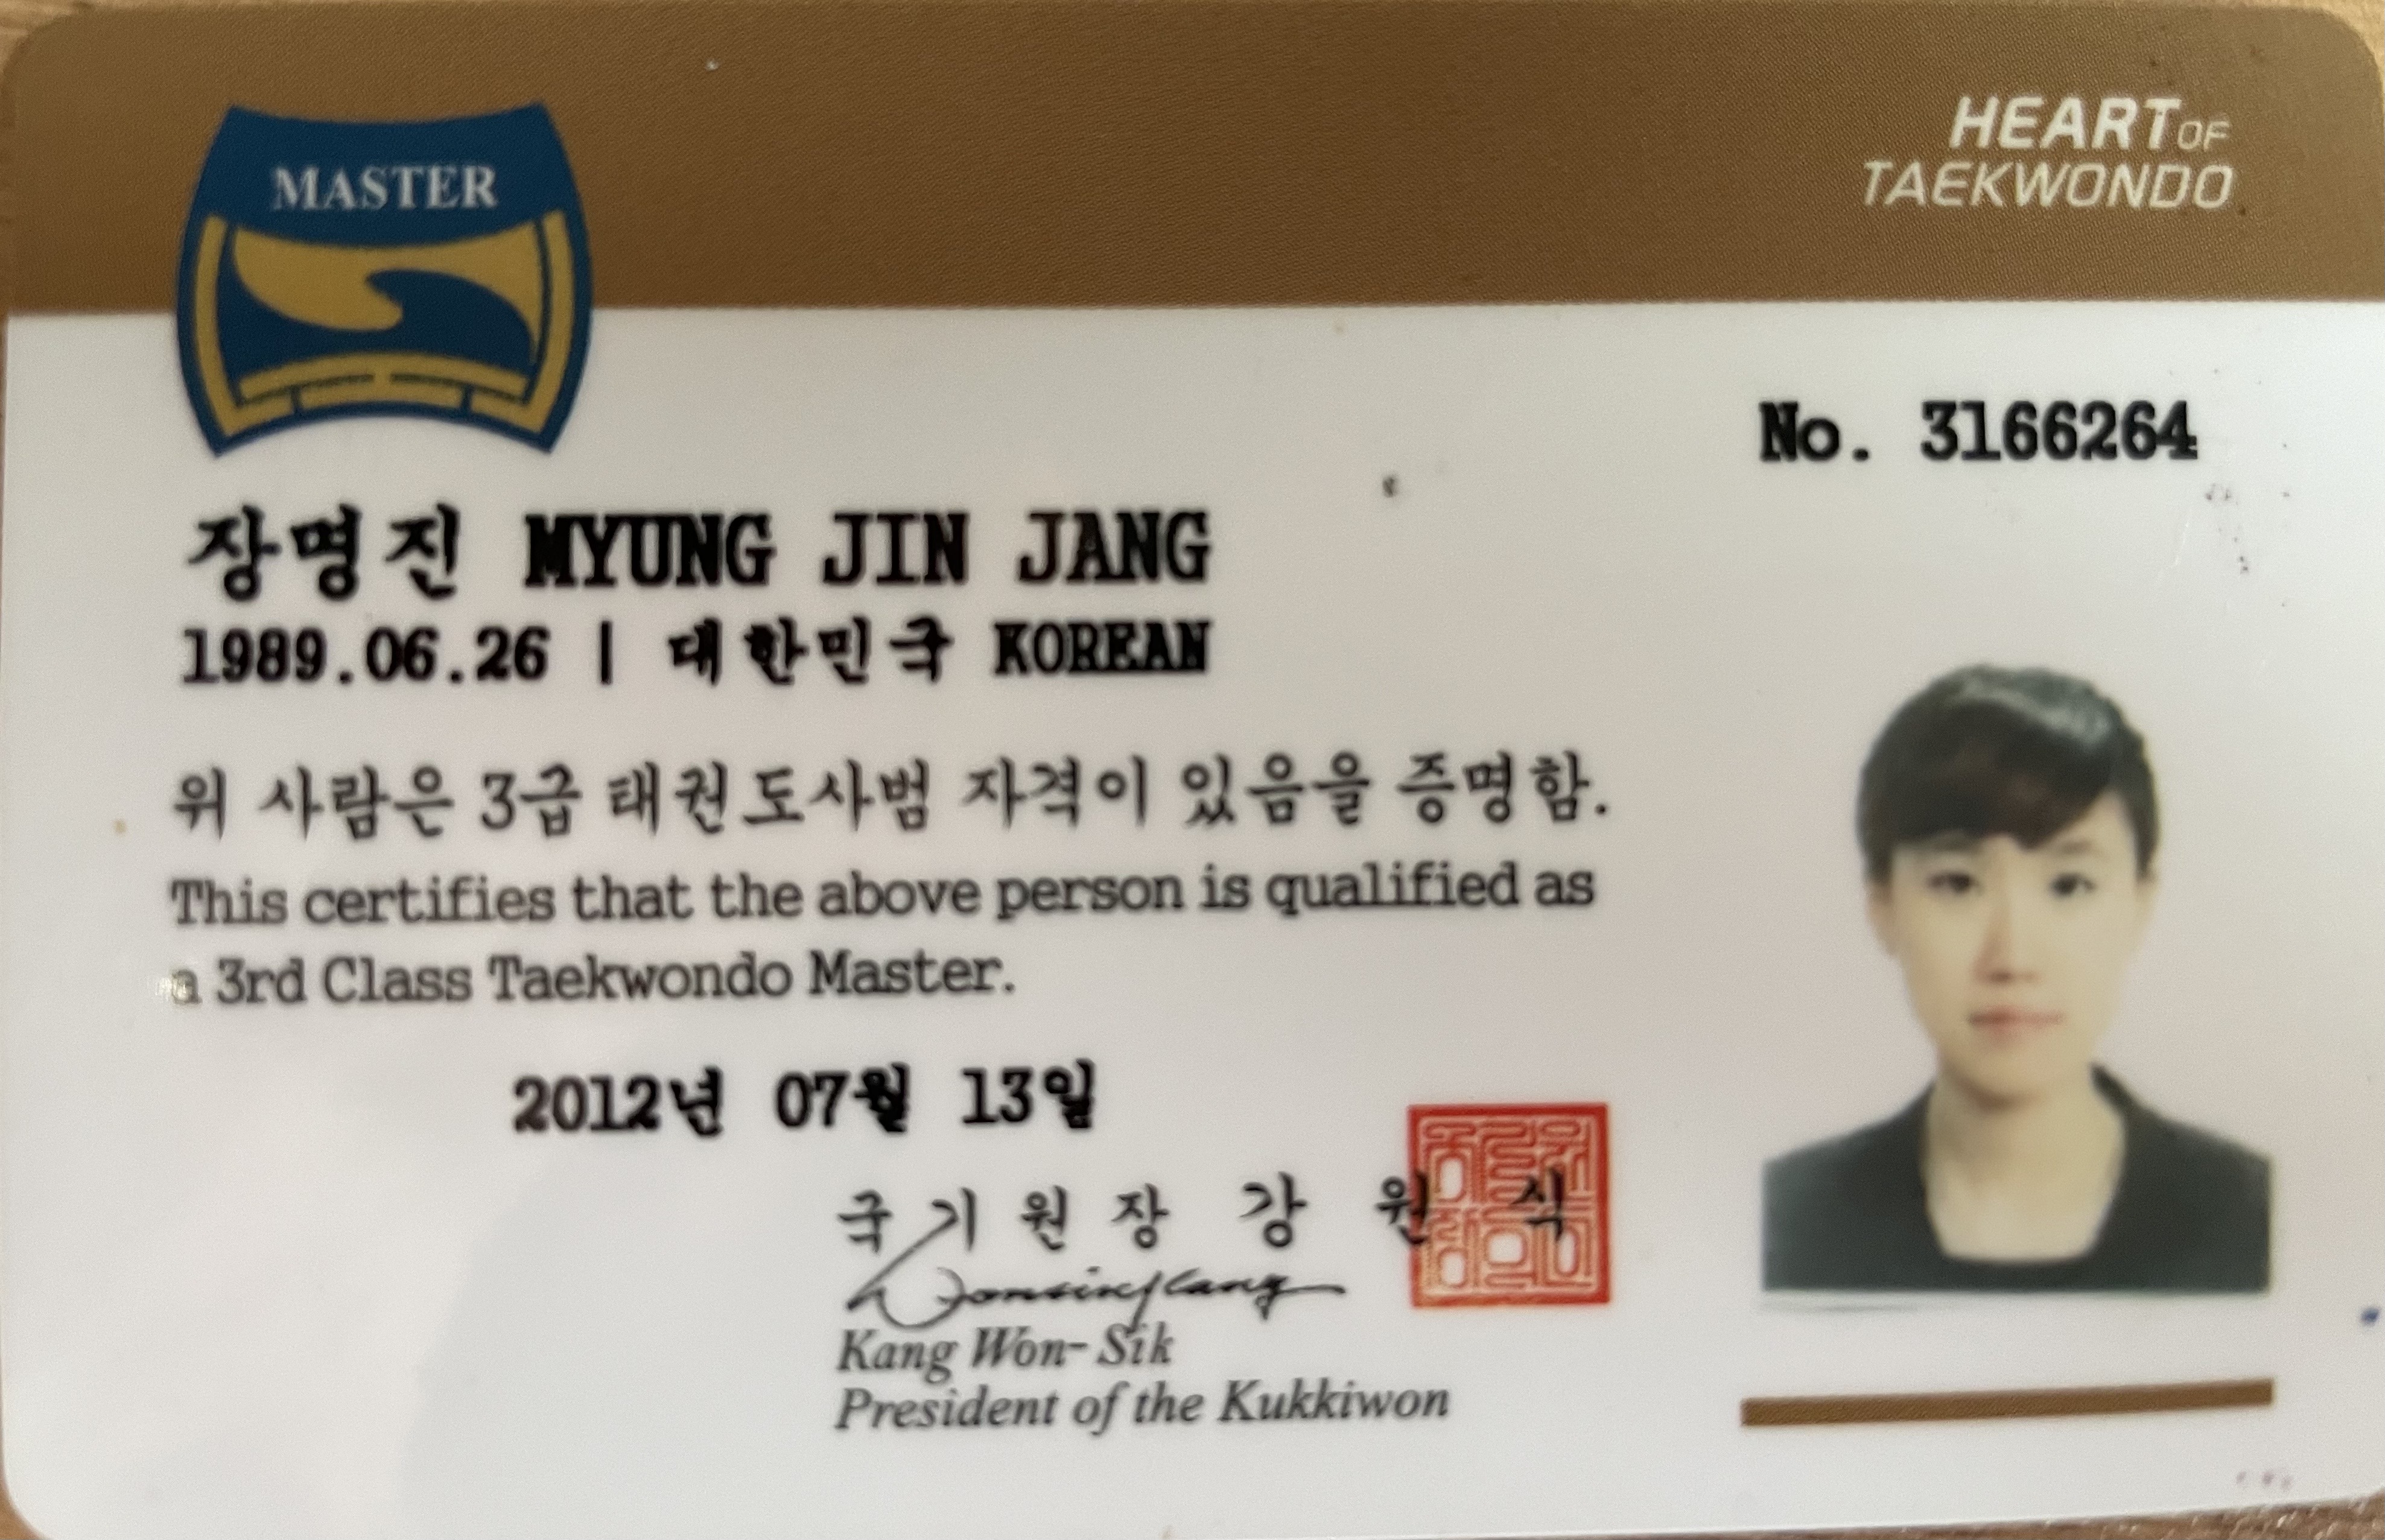 MASTER
HEART OF
TAEKWONDO
No. 3166264
장명진 MYUNG JIN JANG
1989.06.26 | 대한민국 KOREAN
위 사람은 3급 태권도사범 자격이 있음을 증명함.
This certifies that the above person is qualified as
a 3rd Class Taekwondo Master.
2012년 07월 13일
국기원장 강 원 식
Kang Won-Sik
President of the Kukkiwon